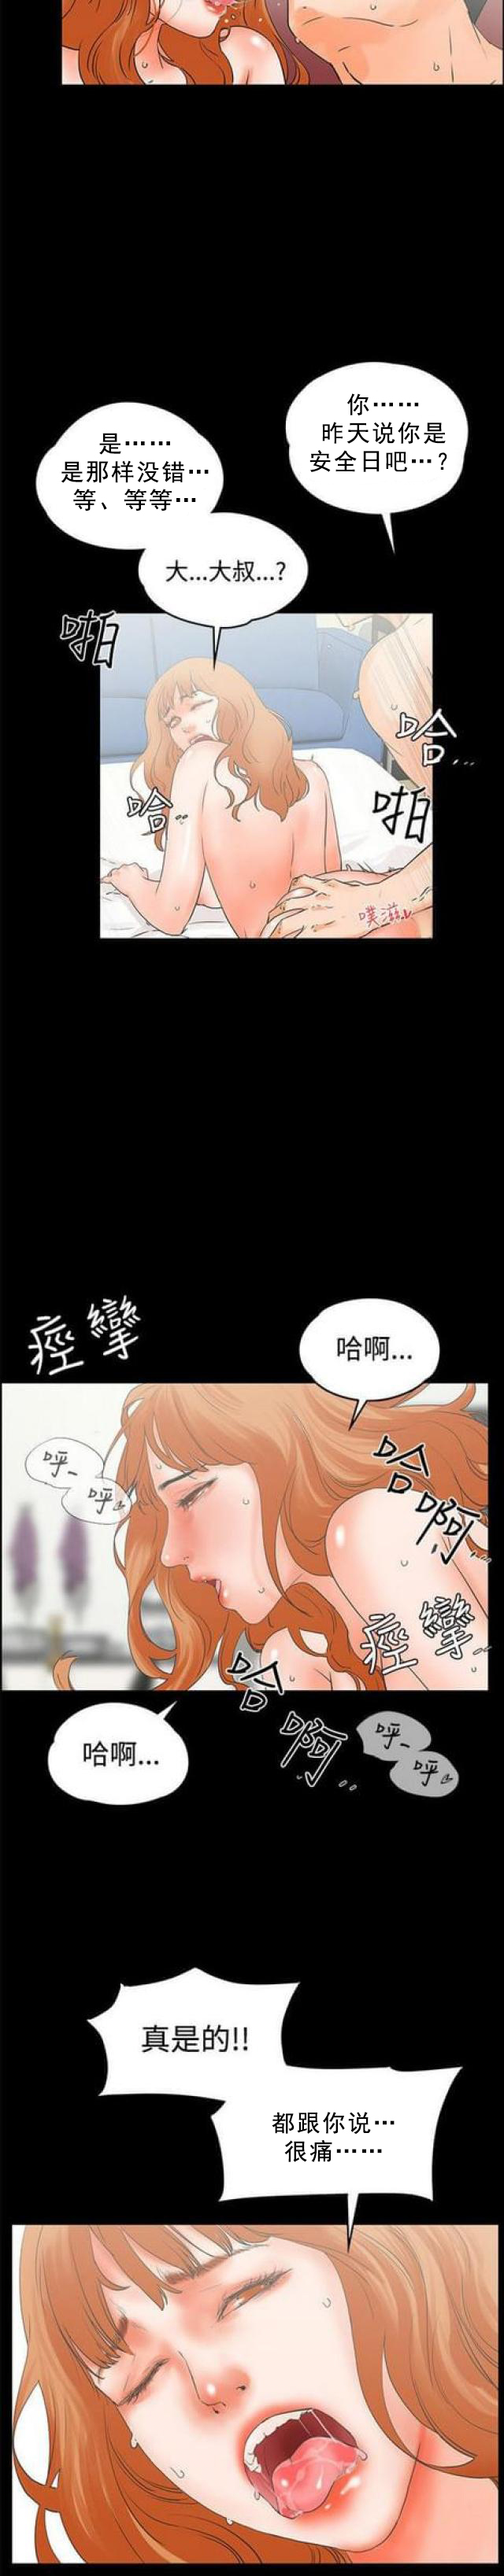 你……
昨天说你是
安全日吧…？
是……
是那样没错…
等、等等…
大...大叔...?
啪
哈...
哈..
啪
噗滋
痉挛
哈啊...
呼
呼
哈啊..
痉挛
哈啊..
呼
呼
哈啊...
真是的!!
都跟你说…
很痛……